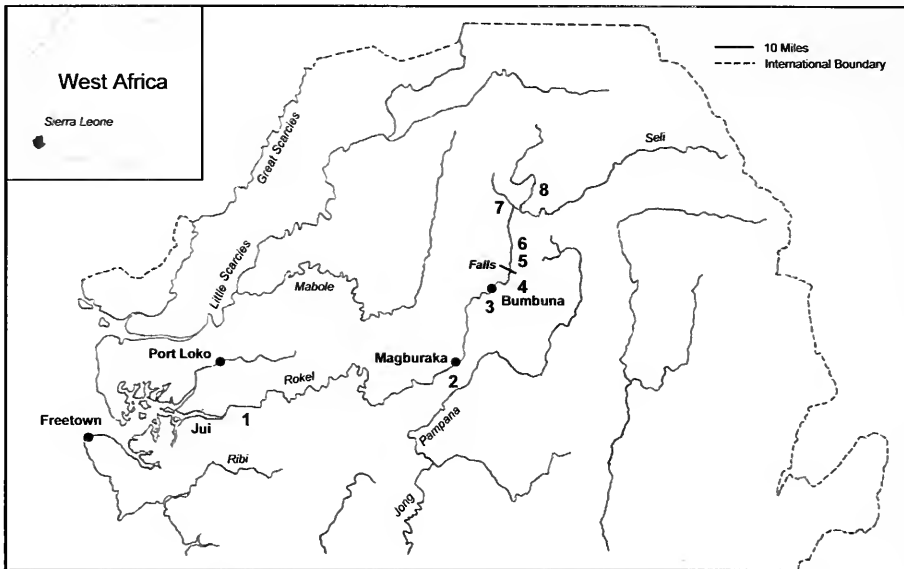 West Africa
Sierra Leone
10 Miles
International Boundary
Great Scarcies
Little Scarcies
Seli
8
7
6
5
Falls
4
Mabole
3
Bumbuna
Port Loko
Magburaka
2
Rokel
Pampana
1
Freetown
Jui
Ribi
Jong